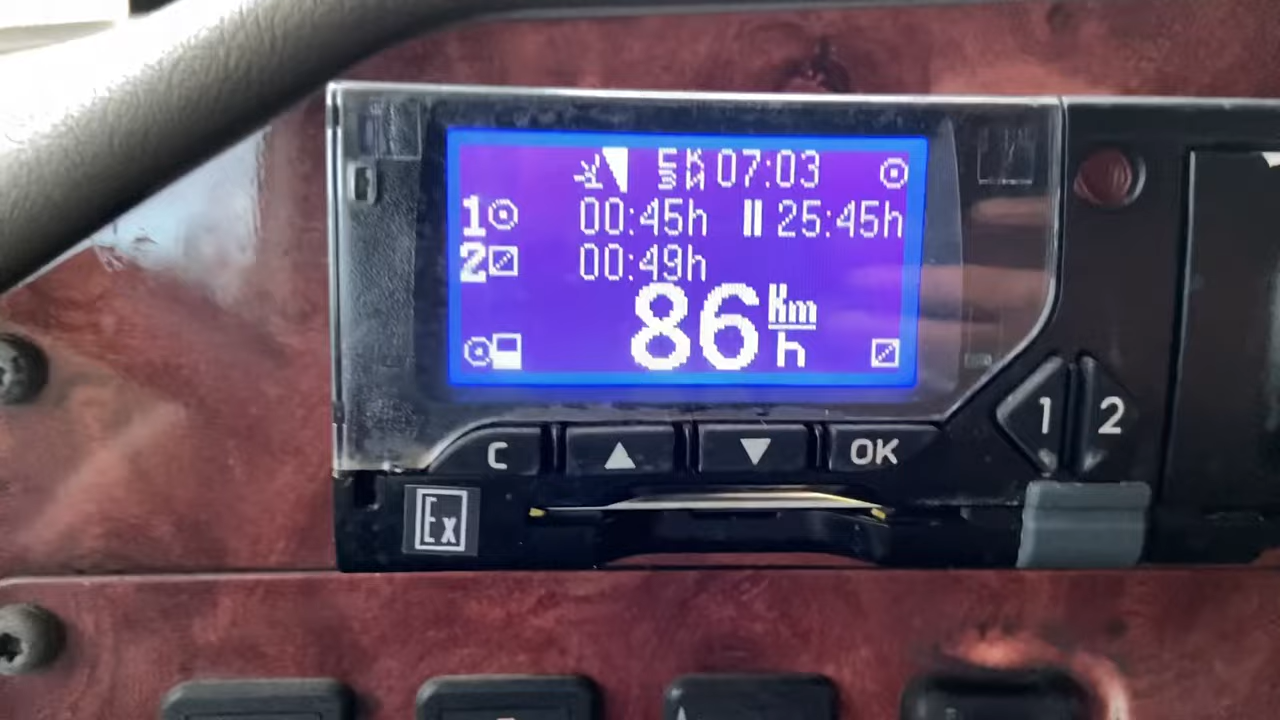 07:03
1 00:45h 25:45h
2 00:49h
86 Km/h
C OK 1 2
Ex